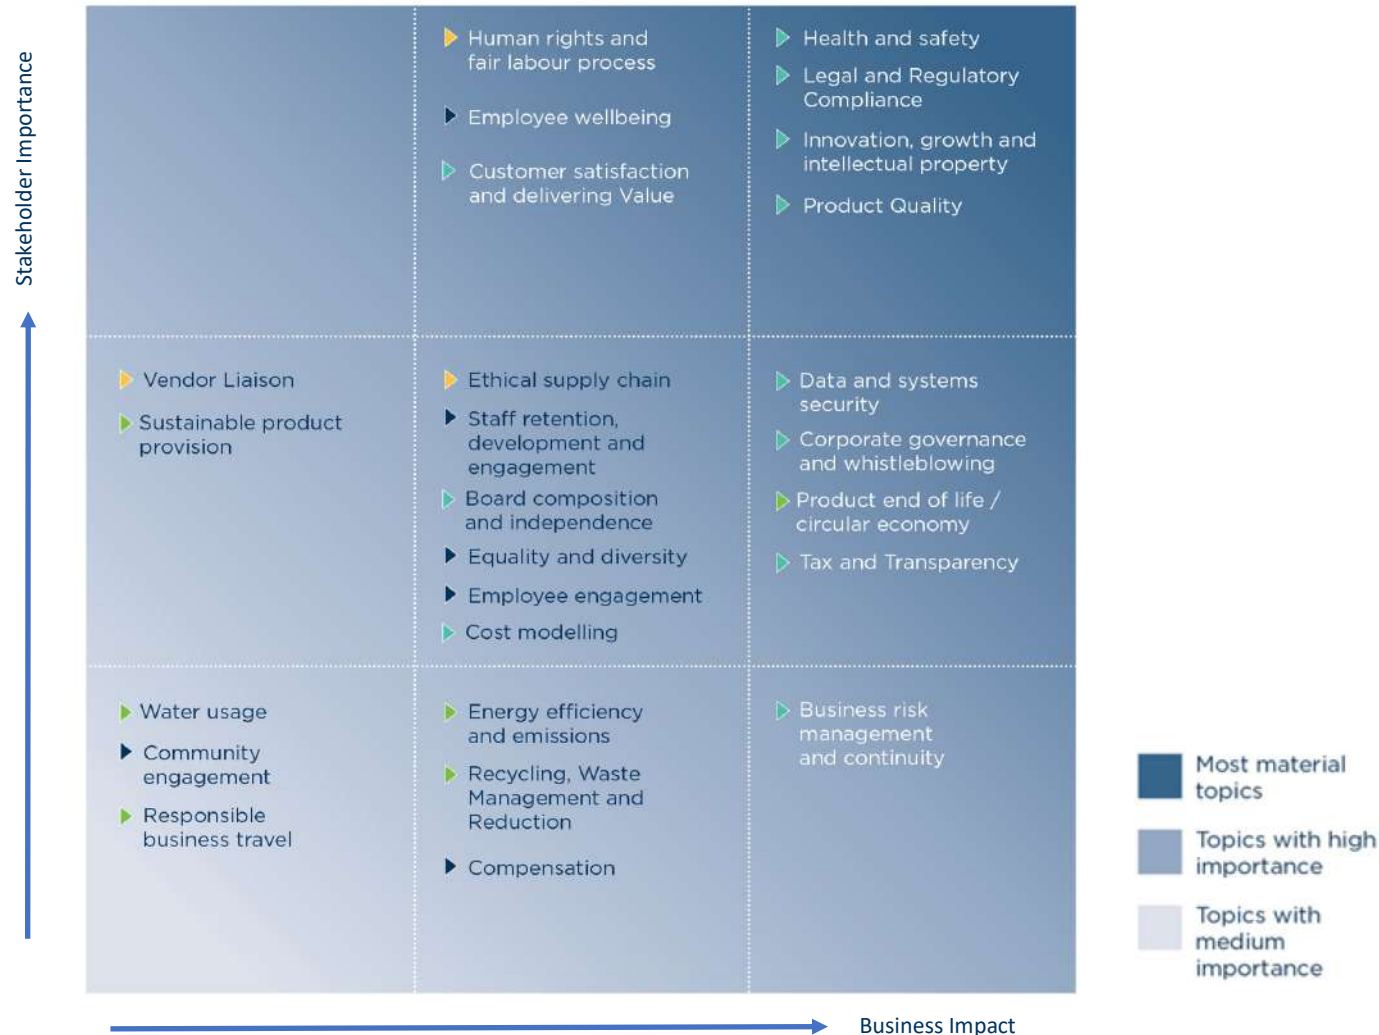 Stakeholder Importance
Human rights and
fair labour process
Employee wellbeing
Customer satisfaction
and delivering Value
Health and safety
Legal and Regulatory
Compliance
Innovation, growth and
intellectual property
Product Quality
Vendor Liaison
Sustainable product
provision
Ethical supply chain
Staff retention,
development and
engagement
Board composition
and independence
Equality and diversity
Employee engagement
Cost modelling
Data and systems
security
Corporate governance
and whistleblowing
Product end of life /
circular economy
Tax and Transparency
Water usage
Community
engagement
Responsible
business travel
Energy efficiency
and emissions
Recycling, Waste
Management and
Reduction
Compensation
Business risk
management
and continuity
Most material
topics
Topics with high
importance
Topics with
medium
importance
Business Impact